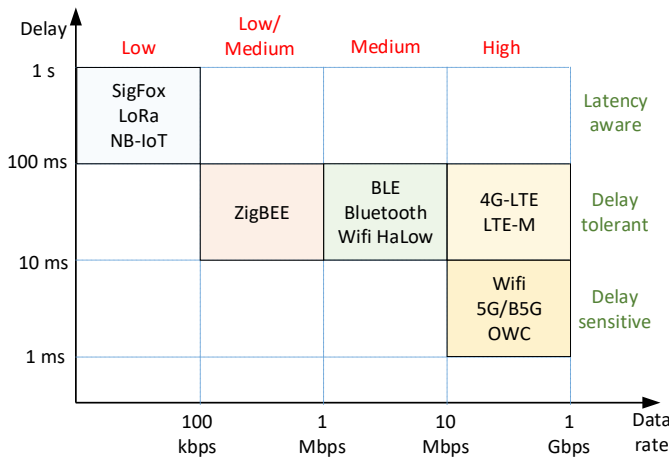 Delay
Low
Low/
Medium
Medium
High
1 s
SigFox
LoRa
NB-IoT
Latency
aware
100 ms
ZigBEE
BLE
Bluetooth
Wifi HaLow
4G-LTE
LTE-M
Delay
tolerant
10 ms
Wifi
5G/B5G
OWC
Delay
sensitive
1 ms
100
kbps
1
Mbps
10
Mbps
1
Gbps
Data
rate